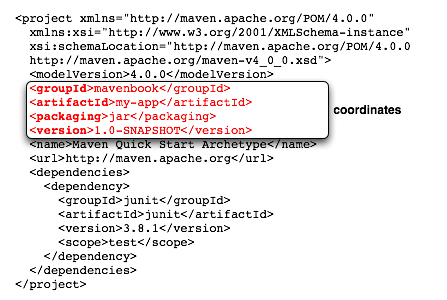 <project xmlns="http://maven.apache.org/POM/4.0.0"
xmlns:xsi="http://www.w3.org/2001/XMLSchema-instance"
xsi:schemaLocation="http://maven.apache.org/POM/4.0.0
http://maven.apache.org/maven-v4_0_0.xsd">
<modelVersion>4.0.0</modelVersion>
<groupId>mavenbook</groupId>
<artifactId>my-app</artifactId>
<packaging>jar</packaging>
<version>1.0-SNAPSHOT</version>
coordinates
<name>Maven Quick Start Archetype</name>
<url>http://maven.apache.org</url>
<dependencies>
<dependency>
<groupId>junit</groupId>
<artifactId>junit</artifactId>
<version>3.8.1</version>
<scope>test</scope>
</dependency>
</dependencies>
</project>